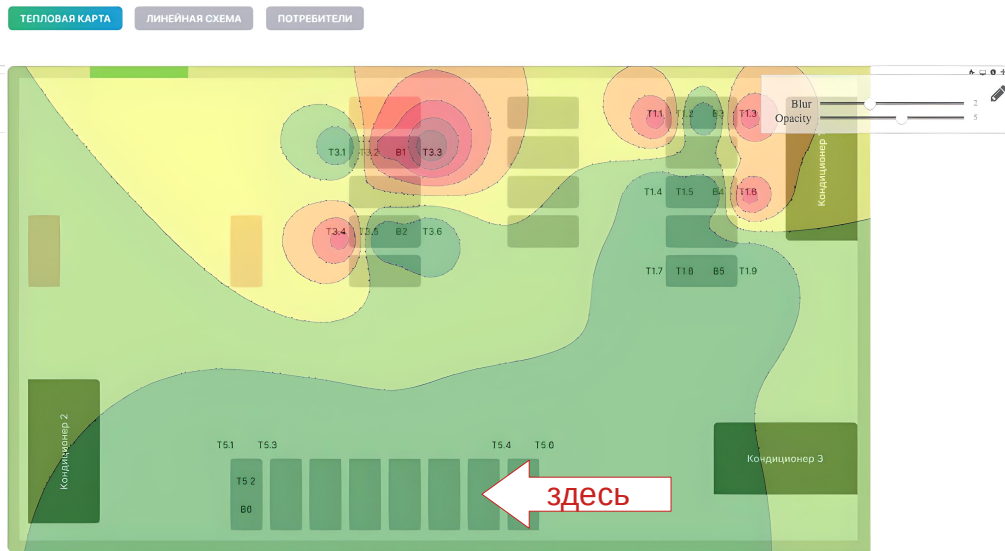 ТЕПЛОВАЯ КАРТА ЛИНЕЙНАЯ СХЕМА ПОТРЕБИТЕЛИ
Blur 2
Opacity 5
T1.1 T1.2 B3 T1.3
T3.1 T3.2 B1 T3.3
Кондиционер
T1.4 T1.5 B4 T1.6
T3.4 T3.5 B2 T3.6
T1.7 T1.8 B5 T1.9
Кондиционер 2
T5.1 T5.3 T5.4 T5 6
Кондиционер 3
T5 2
здесь
B6